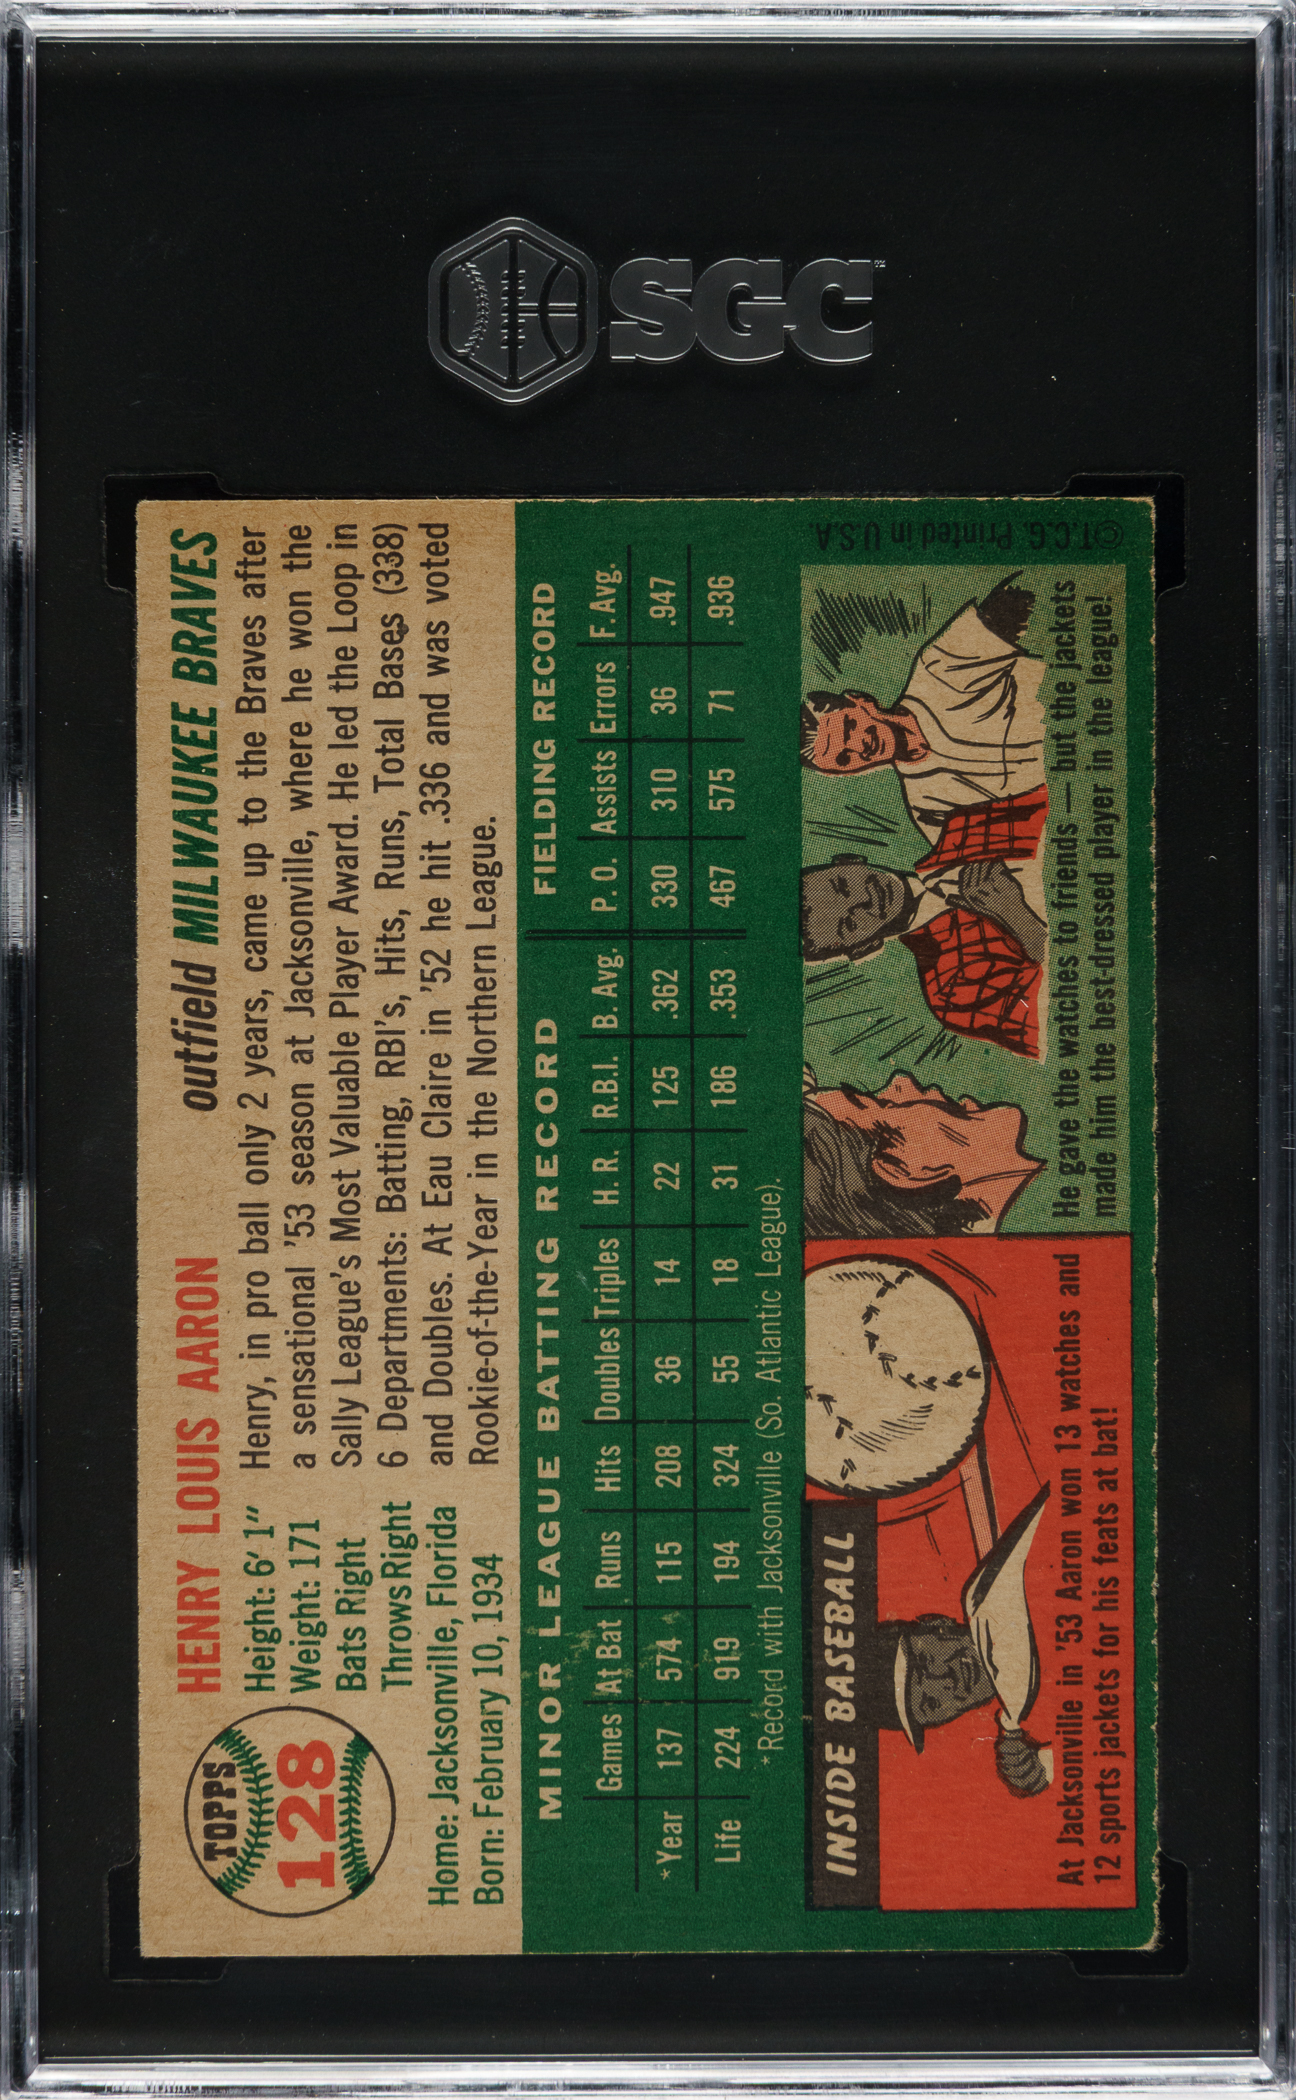 SGC™
TOPPS
128
HENRY LOUIS AARON
outfield MILWAUKEE BRAVES
Height: 6' 1"
Weight: 171
Bats Right
Throws Right
Home: Jacksonville, Florida
Born: February 10, 1934
Henry, in pro ball only 2 years, came up to the Braves after
a sensational '53 season at Jacksonville, where he won the
Sally League's Most Valuable Player Award. He led the Loop in
6 Departments: Batting, RBI's, Hits, Runs, Total Bases (338)
and Doubles. At Eau Claire in '52 he hit .336 and was voted
Rookie-of-the-Year in the Northern League.
MINOR LEAGUE BATTING RECORD FIELDING RECORD
Games At Bat Runs Hits Doubles Triples H. R. R.B.I. B. Avg. P. O. Assists Errors F. Avg.
*Year 137 574 115 208 36 14 22 125 .362 330 310 36 .947
Life 224 919 194 324 55 18 31 186 .353 467 575 71 .936
*Record with Jacksonville (So. Atlantic League).
INSIDE BASEBALL
At Jacksonville in '53 Aaron won 13 watches and
12 sports jackets for his feats at bat!
He gave the watches to friends — but the jackets
made him the best-dressed player in the league!
©T.C.G. Printed in U.S.A.